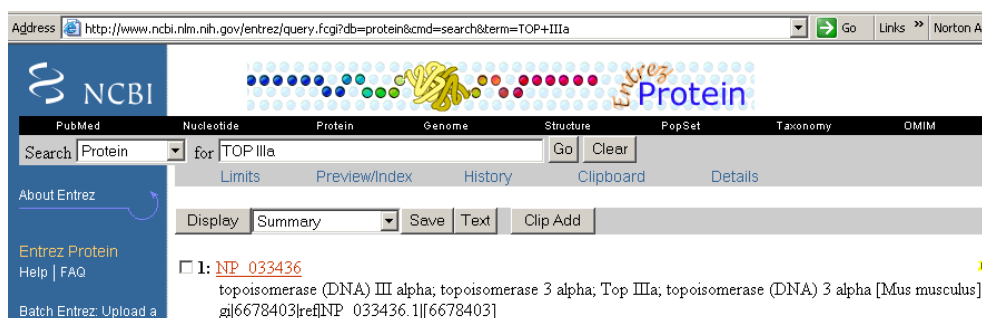 Address http://www.ncbi.nlm.nih.gov/entrez/query.fcgi?db=protein&cmd=search&term=TOP+IIIa Go Links » Norton A
NCBI
Entrez Protein
PubMed Nucleotide Protein Genome Structure PopSet Taxonomy OMIM
Search Protein for TOP IIIa Go Clear
Limits Preview/Index History Clipboard Details
About Entrez
Display Summary Save Text Clip Add
Entrez Protein
Help | FAQ
1: NP_033436
topoisomerase (DNA) III alpha; topoisomerase 3 alpha; Top IIIa; topoisomerase (DNA) 3 alpha [Mus musculus]
Batch Entrez: Upload a
gi|6678403|ref|NP_033436.1|[6678403]